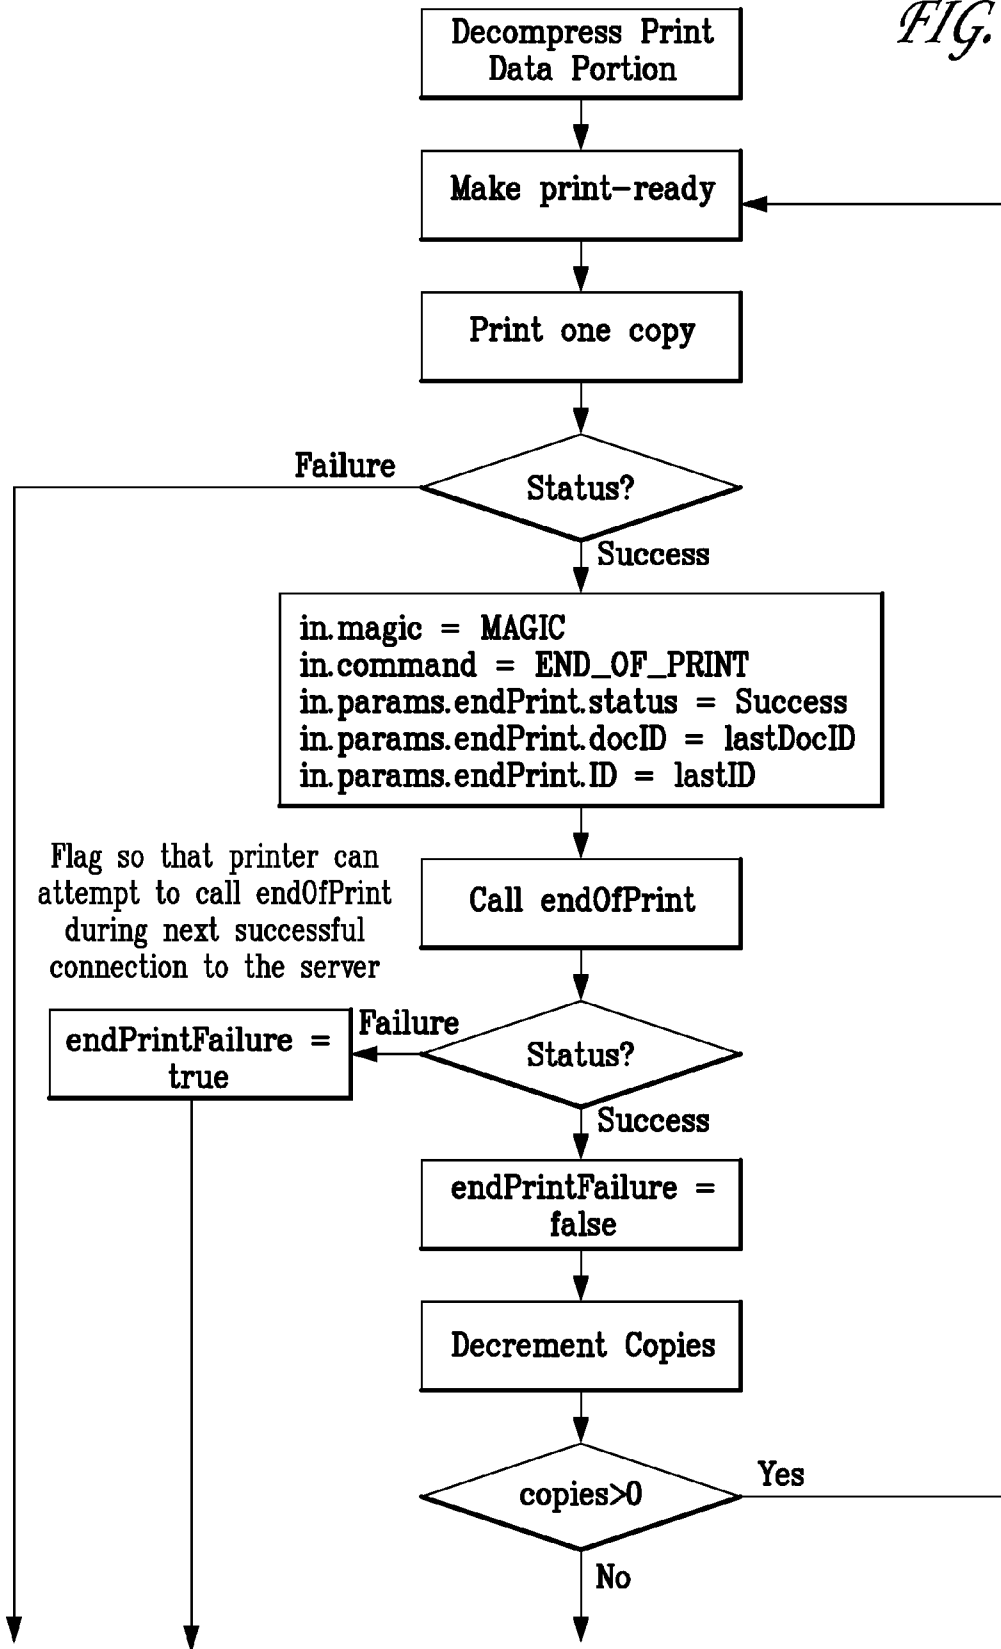 FIG.
Decompress Print
Data Portion
Make print-ready
Print one copy
Status?
Failure
Success
in.magic = MAGIC
in.command = END_OF_PRINT
in.params.endPrint.status = Success
in.params.endPrint.docID = lastDocID
in.params.endPrint.ID = lastID
Call endOfPrint
Flag so that printer can
attempt to call endOfPrint
during next successful
connection to the server
Status?
Failure
endPrintFailure =
true
Success
endPrintFailure =
false
Decrement Copies
copies>0
Yes
No